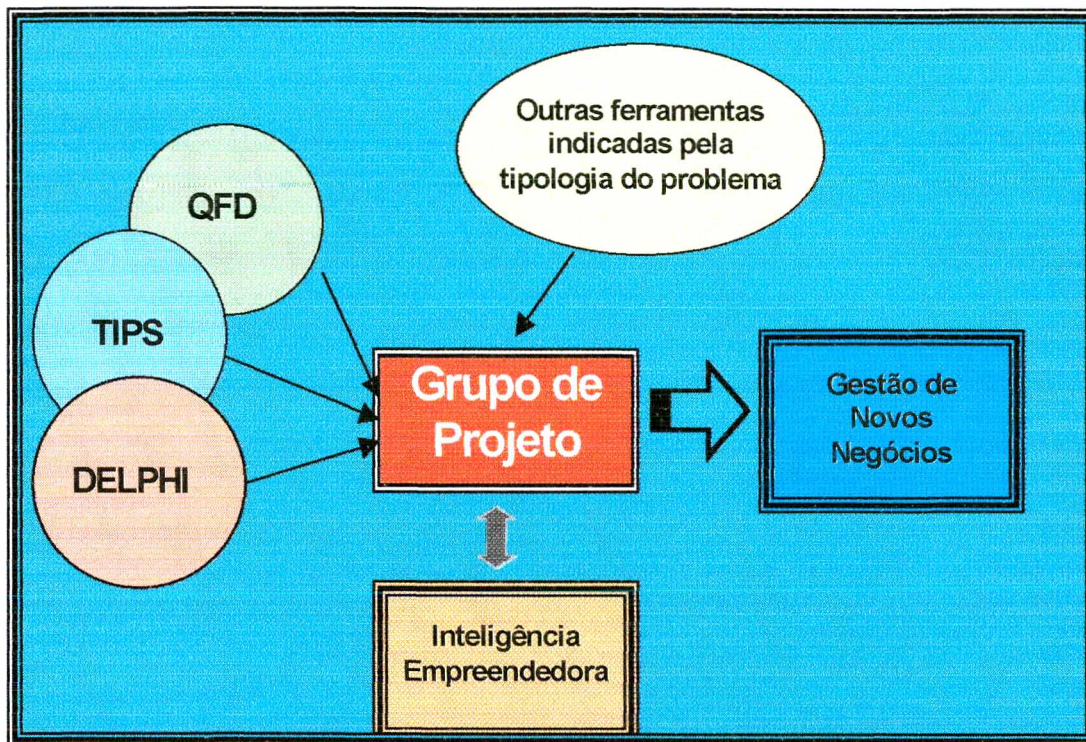 Outras ferramentas
indicadas pela
tipologia do problema
QFD
TIPS
DELPHI
Grupo de
Projeto
Gestão de
Novos
Negócios
Inteligência
Empreendedora